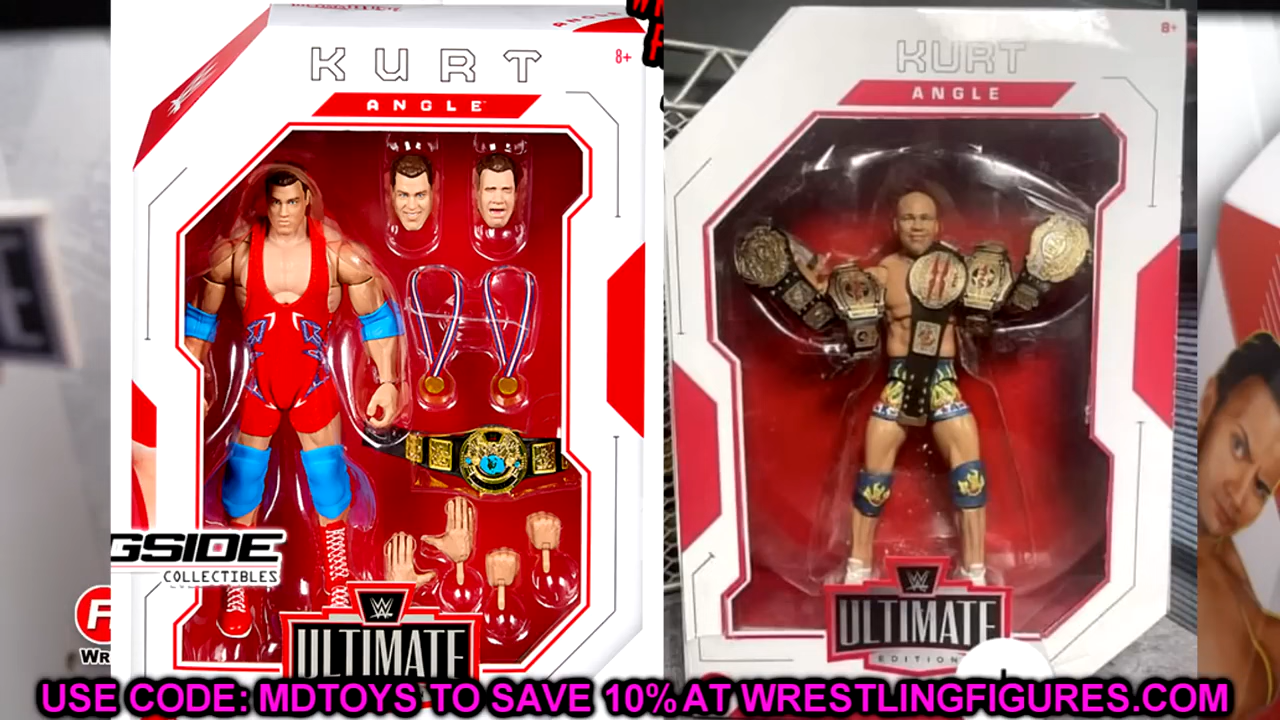 KURT
ANGLE
8+
ANGLE
GSIDE
COLLECTIBLES
W
ULTIMATE
KURT
ANGLE
8+
W
ULTIMATE
EDITION
USE CODE: MDTOYS TO SAVE 10% AT WRESTLINGFIGURES.COM